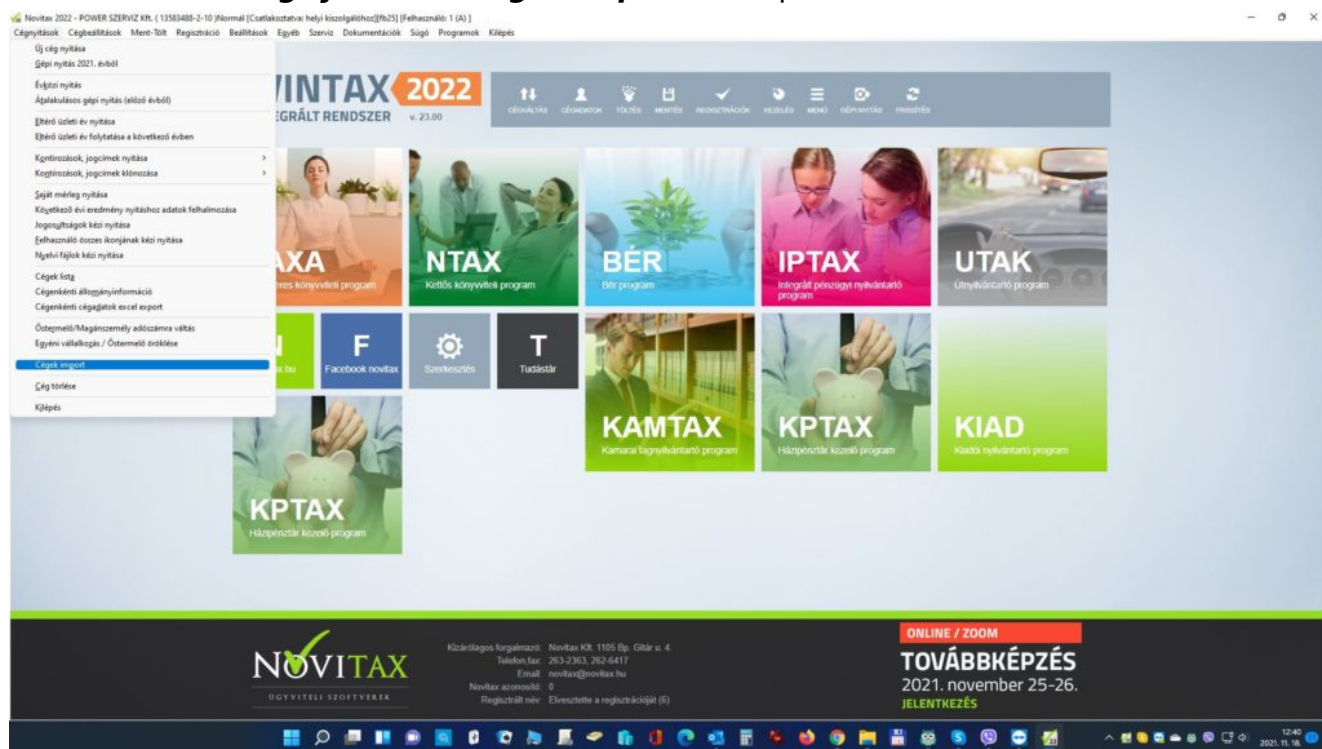 Novitax 2022 - POWER SZERVIZ Kft. ( 13583488-2-10 )Normál [Csatlakoztatva: helyi kiszolgálóhoz][fb25] [Felhasználó: 1 (A) ]
Cégnyitások Cégbeállítások Ment-Tölt Regisztráció Beállítások Egyéb Szerviz Dokumentációk Súgó Programok Kilépés
Új cég nyitása
Gépi nyitás 2021. évből
Évközi nyitás
Átalakulásos gépi nyitás (előző évből)
Eltérő üzleti év nyitása
Eltérő üzleti év folytatása a következő évben
Kontírozások, jogcímek nyitása
Kontírozások, jogcímek klónozása
Saját mérleg nyitása
Következő évi eredmény nyitáshoz adatok felhalmozása
Jogosultságok kézi nyitása
Felhasználó összes ikonjának kézi nyitása
Nyelvi fájlok kézi nyitása
Cégek lista
Cégenkénti állományinformáció
Cégenkénti cégadatok excel export
Őstermelő/Magánszemély adószámra váltás
Egyéni vállalkozás / Őstermelő öröklése
Cégek import
Cég törlése
Kilépés
VINTAX 2022
EGRÁLT RENDSZER v. 23.00
CÉGVÁLTÁS CÉGADATOK TÖLTÉS MENTÉS REGISZTRÁCIÓK KEZELÉS MENÜ GÉPI NYITÁS FRISSÍTÉS
AXA
eres könyvviteli program
NTAX
Kettős könyvviteli program
BÉR
Bér program
IPTAX
Integrált pénzügyi nyilvántartó program
UTAK
Útnyilvántartó program
F
Facebook novitax
Szerkesztés
T
Tudástár
KAMTAX
Kamarai tagnyilvántartó program
KPTAX
Házipénztár kezelő program
KIAD
Kiadói nyilvántartó program
KPTAX
Házipénztár kezelő program
NOVITAX
ÜGYVITELI SZOFTVEREK
Kizárólagos forgalmazó: Novitax Kft. 1105 Bp. Gitár u. 4.
Telefon,fax: 263-2363, 262-6417
Email: novitax@novitax.hu
Novitax azonosító: 0
Regisztrált név: Elvesztette a regisztrációját (6)
ONLINE / ZOOM
TOVÁBBKÉPZÉS
2021. november 25-26.
JELENTKEZÉS
12:40
2021. 11. 18.